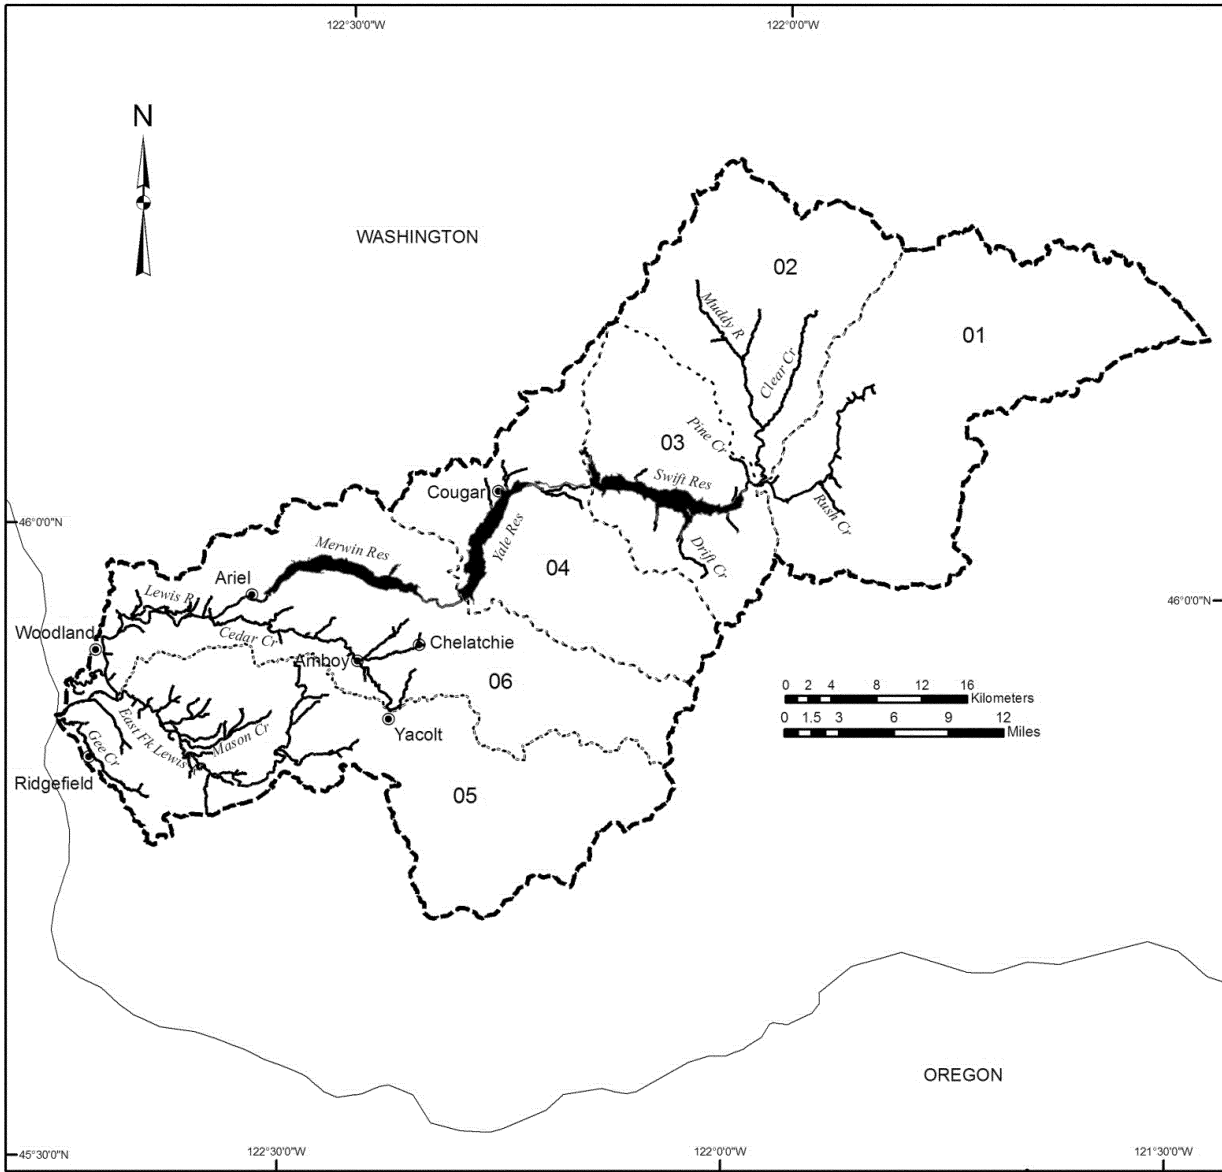 122°30'0"W
122°0'0"W
N
WASHINGTON
02
01
Muddy R
Clear Cr
Pine Cr
03
Swift Res
Cougar
Rush Cr
46°0'0"N
Yale Res
Merwin Res
Drift Cr
04
Ariel
Lewis R
46°0'0"N
Woodland
Cedar Cr
Chelatchie
Amboy
06
0 2 4 8 12 16
Kilometers
0 1.5 3 6 9 12
Miles
East Fk Lewis R
Mason Cr
Yacolt
Gee Cr
Ridgefield
05
OREGON
45°30'0"N
122°30'0"W
122°0'0"W
121°30'0"W